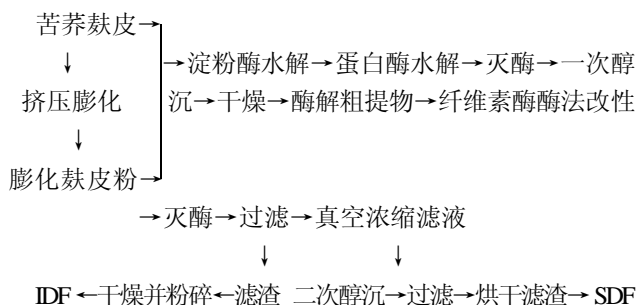 苦荞麸皮→
↓ →淀粉酶水解→蛋白酶水解→灭酶→一次醇
挤压膨化 沉→干燥→酶解粗提物→纤维素酶酶法改性
↓
膨化麸皮粉→
→灭酶→过滤→真空浓缩滤液
↓ ↓
IDF←干燥并粉碎←滤渣 二次醇沉→过滤→烘干滤渣→SDF